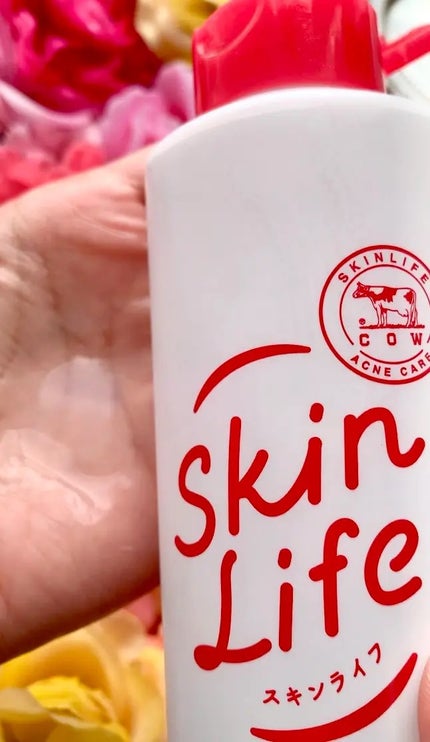 SKINLIFE
®
COW
ACNE CARE
Skin
Life
スキンライフ